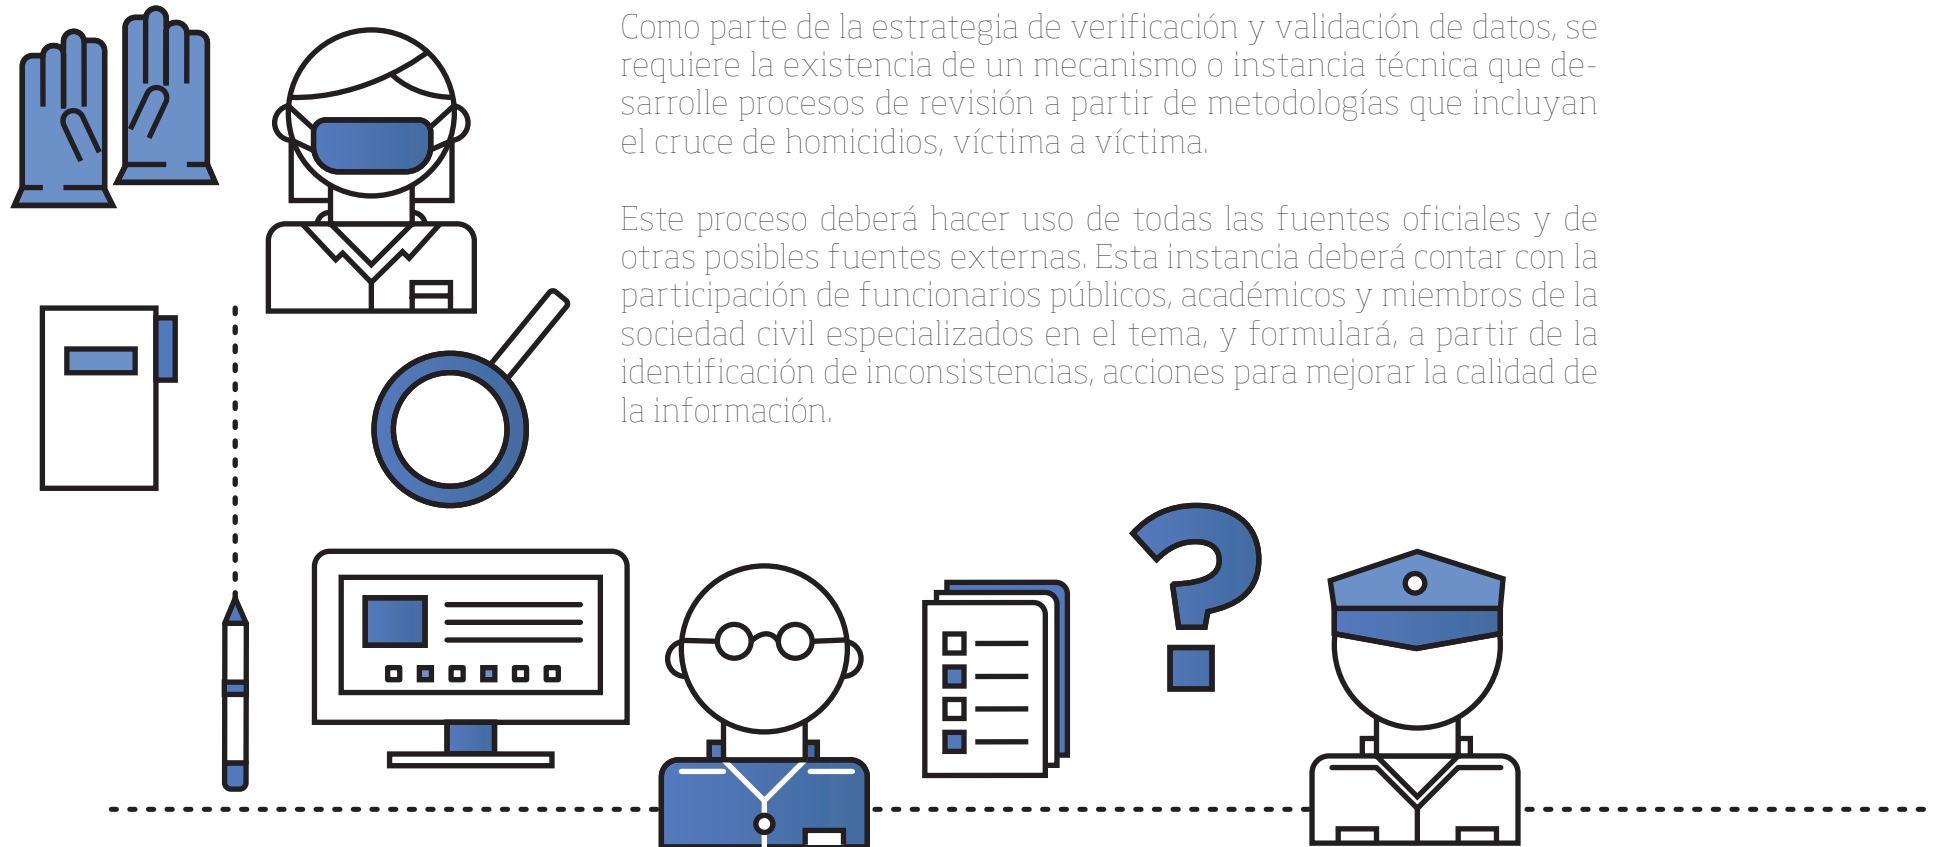 Como parte de la estrategia de verificación y validación de datos, se
requiere la existencia de un mecanismo o instancia técnica que de-
sarrolle procesos de revisión a partir de metodologías que incluyan
el cruce de homicidios, víctima a víctima.
Este proceso deberá hacer uso de todas las fuentes oficiales y de
otras posibles fuentes externas. Esta instancia deberá contar con la
participación de funcionarios públicos, académicos y miembros de la
sociedad civil especializados en el tema, y formulará, a partir de la
identificación de inconsistencias, acciones para mejorar la calidad de
la información.
?